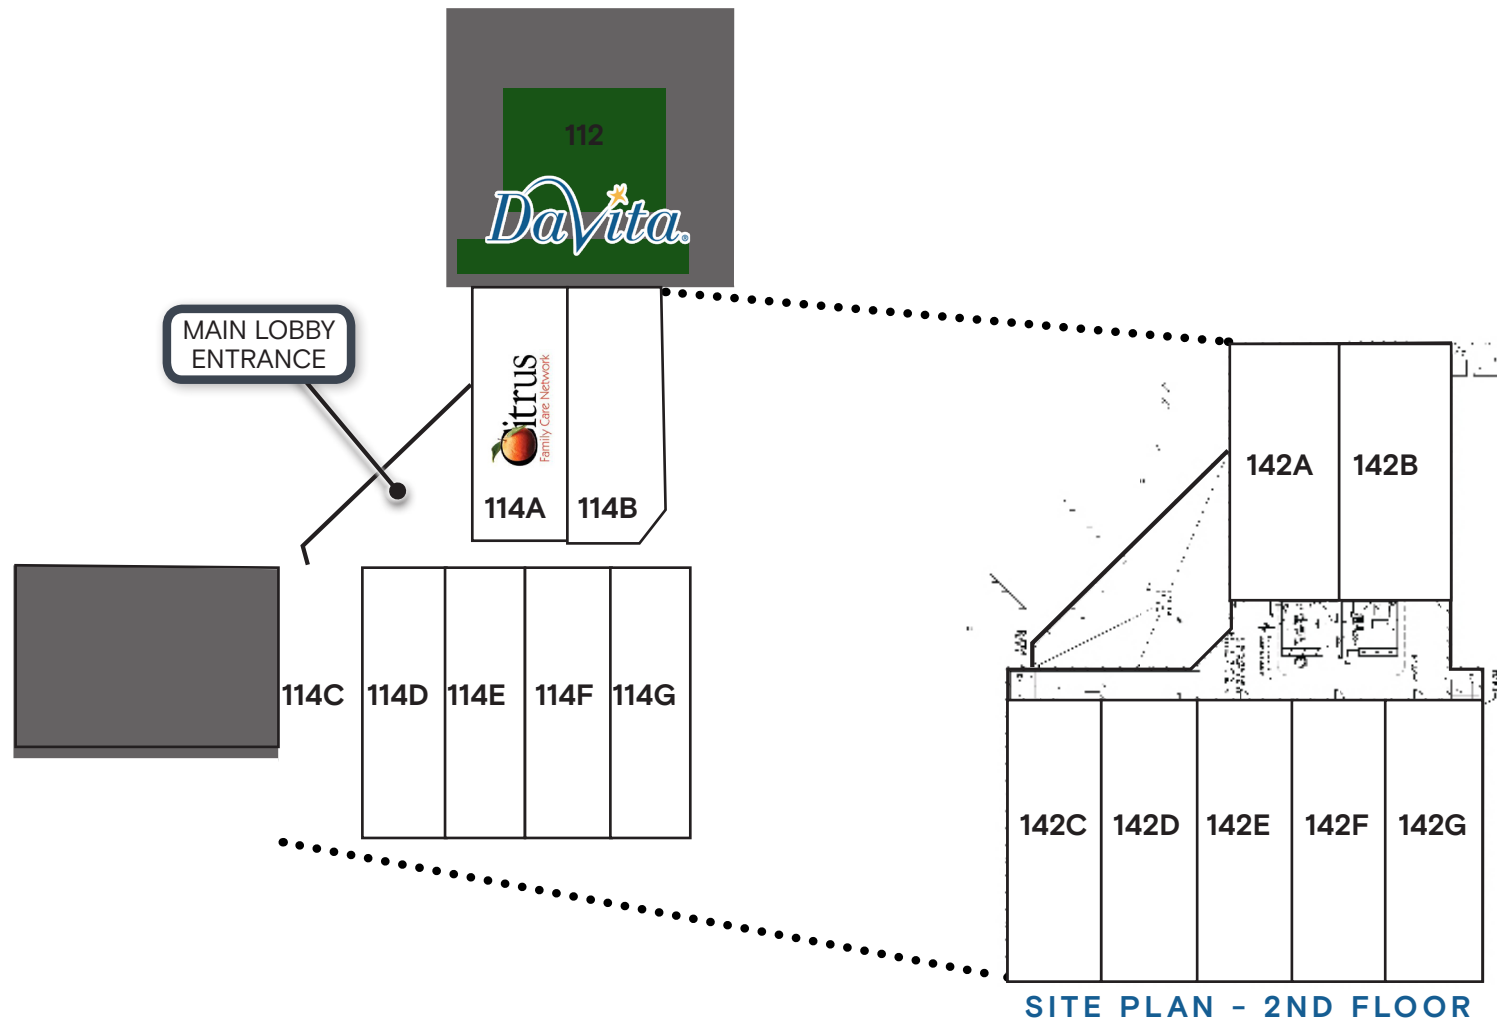 112
DaVita®
MAIN LOBBY
ENTRANCE
Citrus
Family Care Network
114A
114B
114C
114D
114E
114F
114G
142A
142B
142C
142D
142E
142F
142G
SITE PLAN - 2ND FLOOR